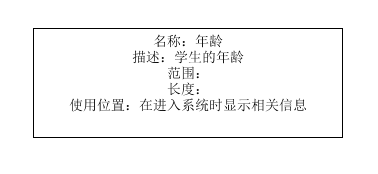 名称：年龄
描述：学生的年龄
范围：
长度：
使用位置：在进入系统时显示相关信息